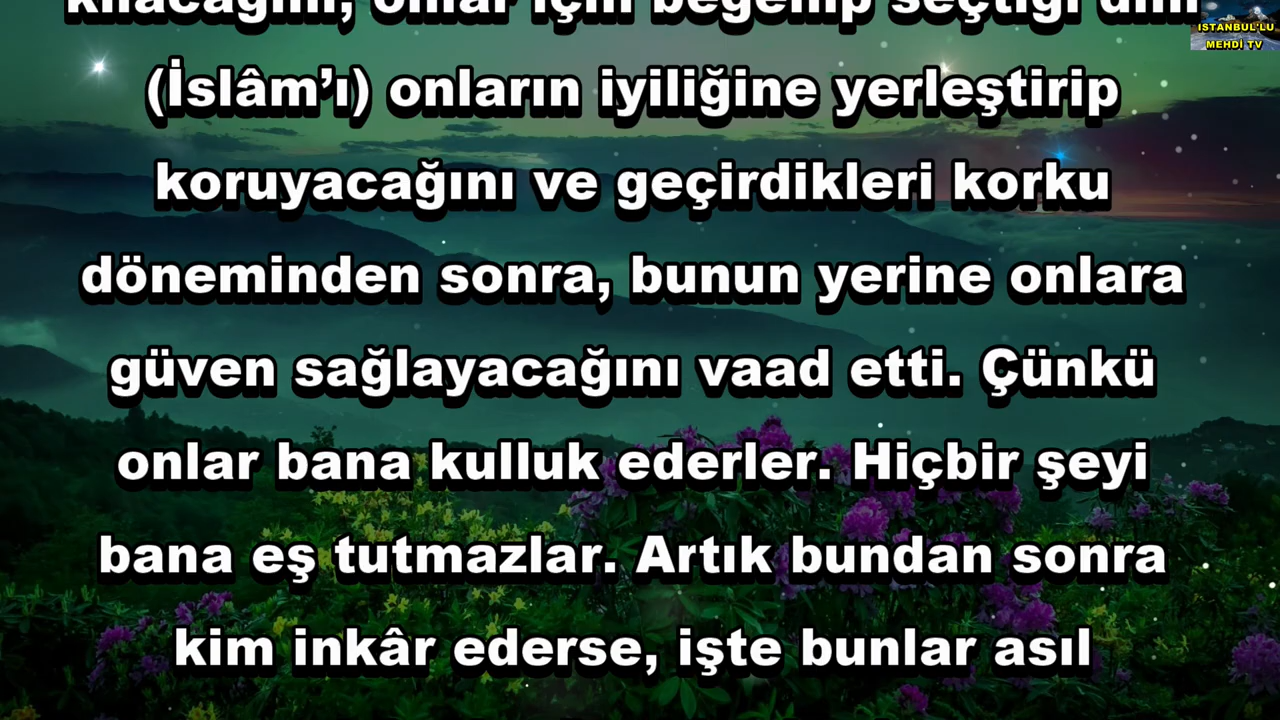 kılacağını, onlar için beğenip seçtiği dini
(İslâm’ı) onların iyiliğine yerleştirip
koruyacağını ve geçirdikleri korku
döneminden sonra, bunun yerine onlara
güven sağlayacağını vaad etti. Çünkü
onlar bana kulluk ederler. Hiçbir şeyi
bana eş tutmazlar. Artık bundan sonra
kim inkâr ederse, işte bunlar asıl
İSTANBUL'LU
MEHDİ TV